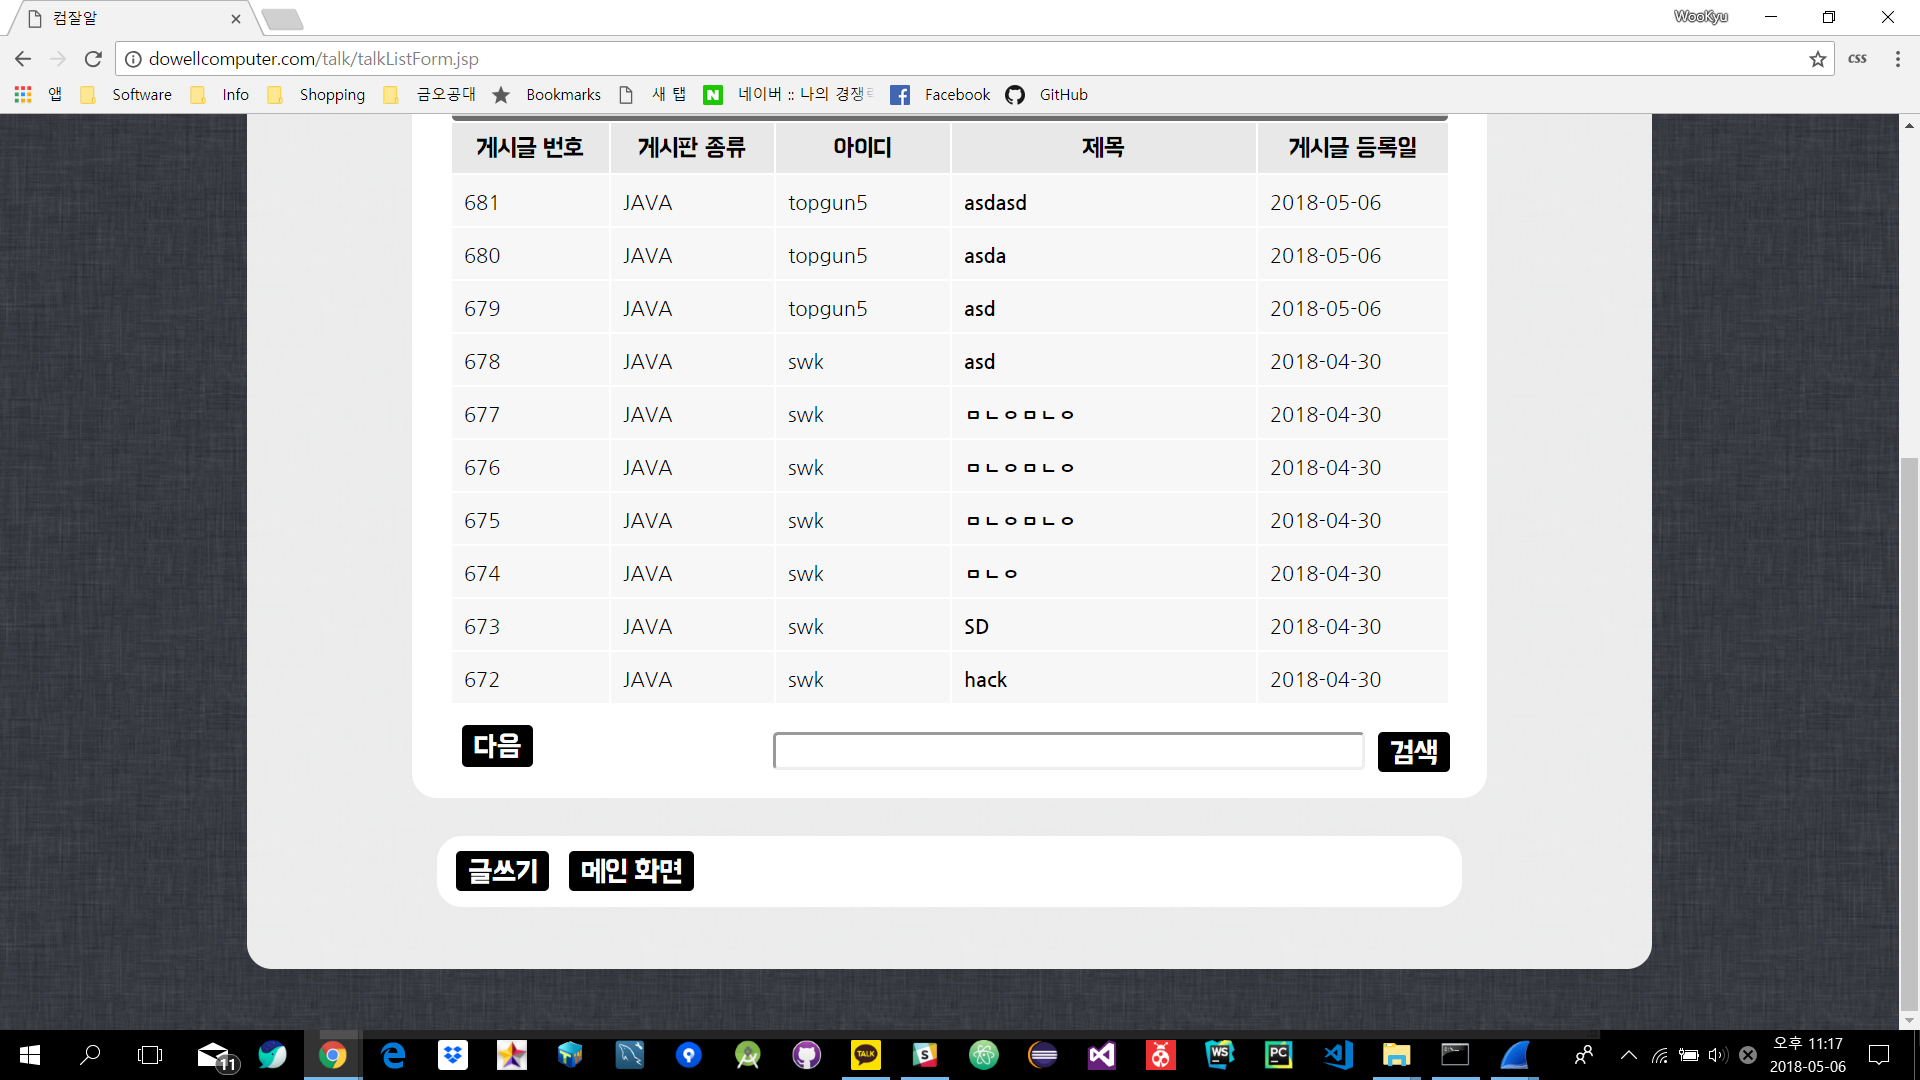 컴잘알
WooKyu
dowellcomputer.com/talk/talkListForm.jsp
css
앱 Software Info Shopping 금오공대 Bookmarks 새 탭 네이버 :: 나의 경쟁 Facebook GitHub
게시글 번호 게시판 종류 아이디 제목 게시글 등록일
681 JAVA topgun5 asdasd 2018-05-06
680 JAVA topgun5 asda 2018-05-06
679 JAVA topgun5 asd 2018-05-06
678 JAVA swk asd 2018-04-30
677 JAVA swk ㅁㄴㅇㅁㄴㅇ 2018-04-30
676 JAVA swk ㅁㄴㅇㅁㄴㅇ 2018-04-30
675 JAVA swk ㅁㄴㅇㅁㄴㅇ 2018-04-30
674 JAVA swk ㅁㄴㅇ 2018-04-30
673 JAVA swk SD 2018-04-30
672 JAVA swk hack 2018-04-30
다음 검색
글쓰기 메인 화면
11
TALK
S
WS
PC
오후 11:17
2018-05-06